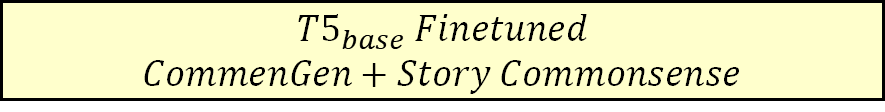 T5base Finetuned
CommenGen + Story Commonsense